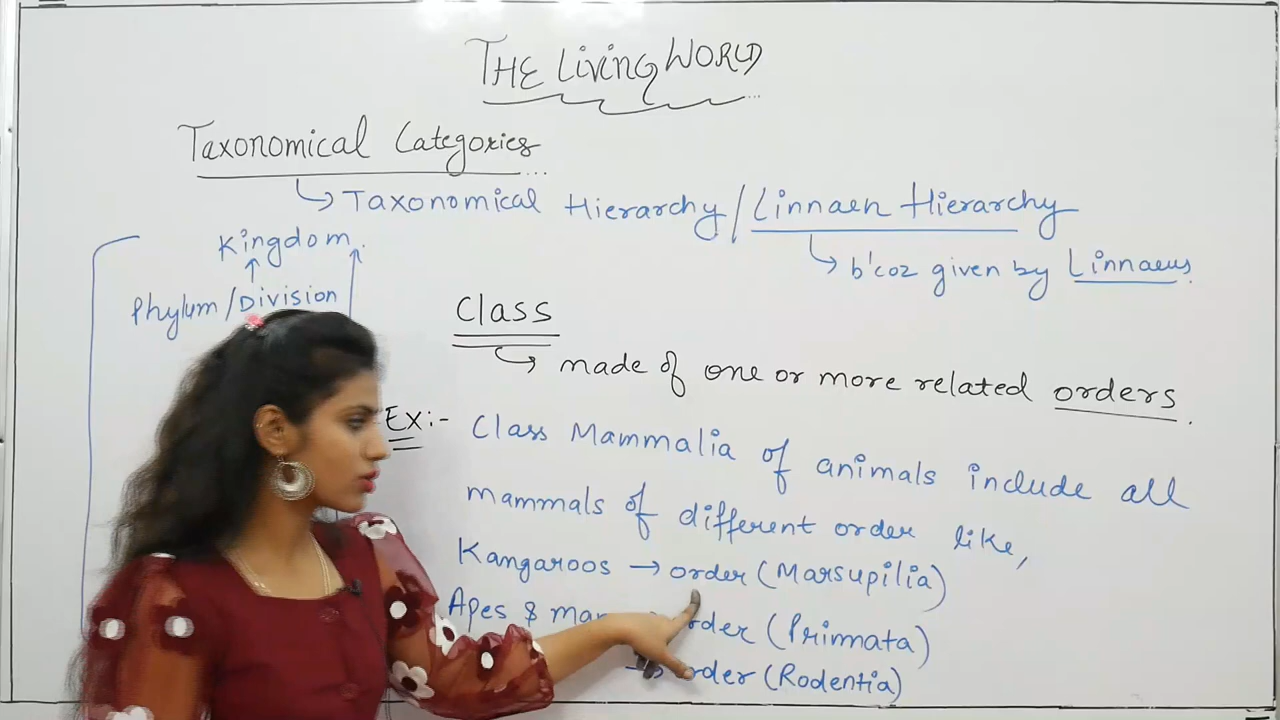 THE LIVING WORLD
Taxonomical Categories...
Taxonomical Hierarchy/Linnaen Hierarchy
Kingdom.
b'coz given by Linnaeus.
Phylum/Division
Class
made of one or more related orders.
Ex:- Class Mammalia of animals include all
mammals of different order like,
Kangaroos → order (Marsupilia)
Apes & → order (Primata)
→ order (Rodentia)